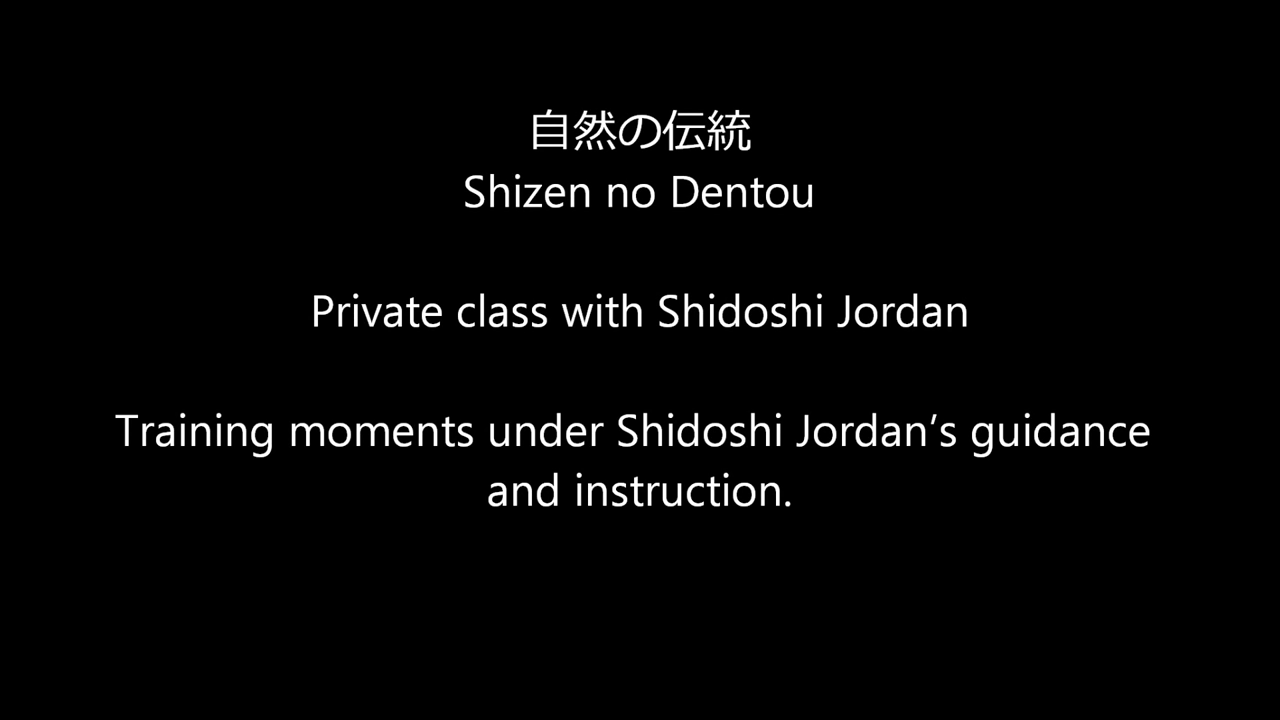 自然の伝統
Shizen no Dentou
Private class with Shidoshi Jordan
Training moments under Shidoshi Jordan’s guidance
and instruction.